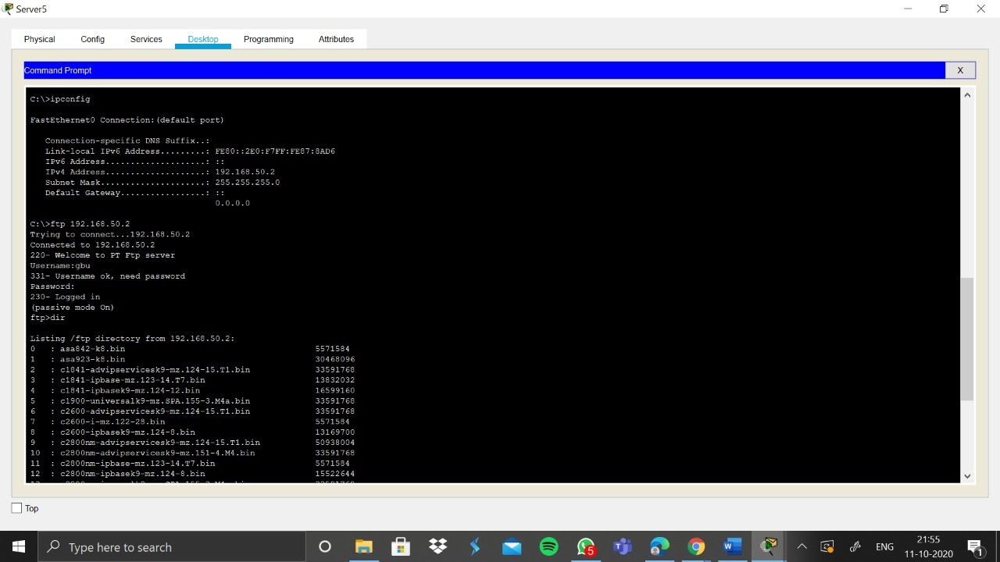 Server5
Physical Config Services Desktop Programming Attributes
Command Prompt X
C:\>ipconfig
FastEthernet0 Connection:(default port)
Connection-specific DNS Suffix..:
Link-local IPv6 Address.........: FE80::2E0:F7FF:FE87:8AD6
IPv6 Address....................: ::
IPv4 Address....................: 192.168.50.2
Subnet Mask.....................: 255.255.255.0
Default Gateway.................: ::
0.0.0.0
C:\>ftp 192.168.50.2
Trying to connect...192.168.50.2
Connected to 192.168.50.2
220- Welcome to PT Ftp server
Username:gbu
331- Username ok, need password
Password:
230- Logged in
(passive mode On)
ftp>dir
Listing /ftp directory from 192.168.50.2:
0 : asa842-k8.bin 5571584
1 : asa923-k8.bin 30468096
2 : c1841-advipservicesk9-mz.124-15.T1.bin 33591768
3 : c1841-ipbase-mz.123-14.T7.bin 13832032
4 : c1841-ipbasek9-mz.124-12.bin 16599160
5 : c1900-universalk9-mz.SPA.155-3.M4a.bin 33591768
6 : c2600-advipservicesk9-mz.124-15.T1.bin 33591768
7 : c2600-i-mz.122-28.bin 5571584
8 : c2600-ipbasek9-mz.124-8.bin 13169700
9 : c2800nm-advipservicesk9-mz.124-15.T1.bin 50938004
10 : c2800nm-advipservicesk9-mz.151-4.M4.bin 33591768
11 : c2800nm-ipbase-mz.123-14.T7.bin 5571584
12 : c2800nm-ipbasek9-mz.124-8.bin 15522644
Top
Type here to search
5
W
ENG
21:55
11-10-2020
1